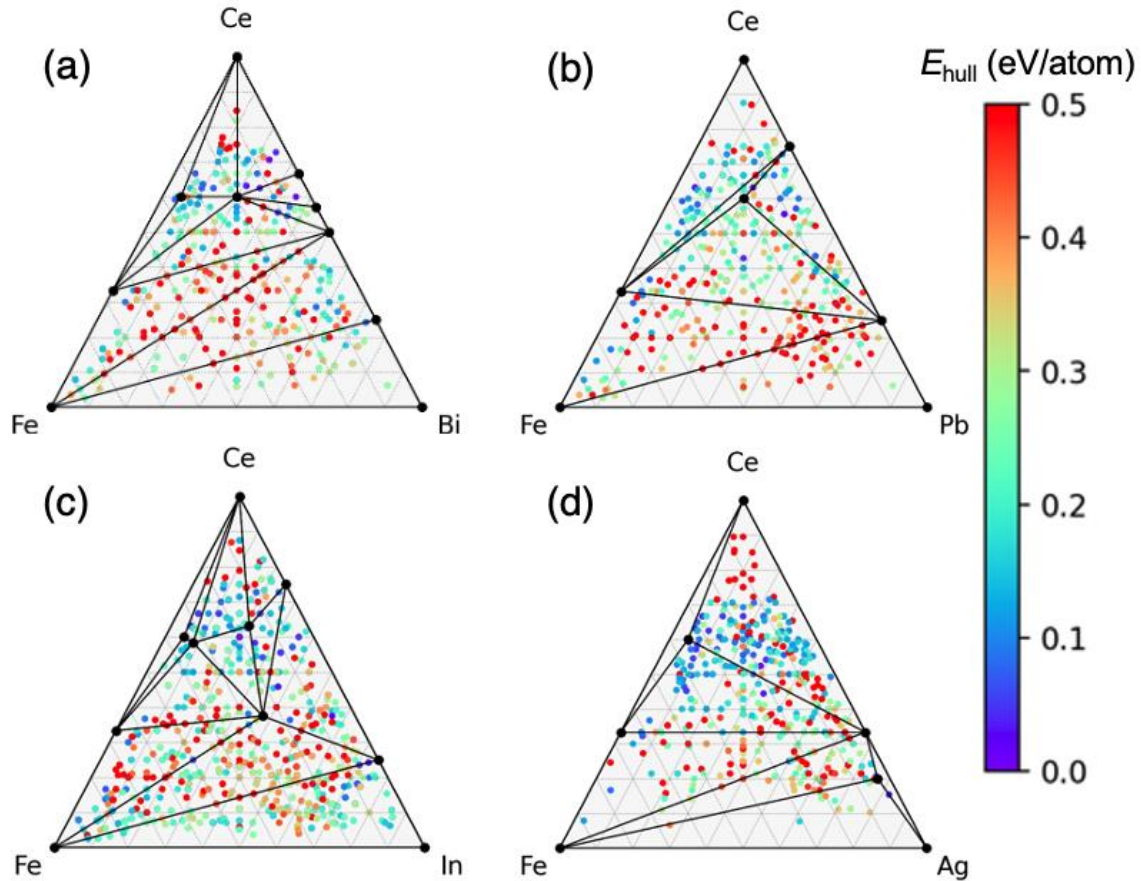 Ce
Ce
(a)
(b)
E_hull (eV/atom)
0.5
0.4
0.3
0.2
0.1
0.0
Fe
Bi
Fe
Pb
Ce
Ce
(c)
(d)
Fe
In
Fe
Ag